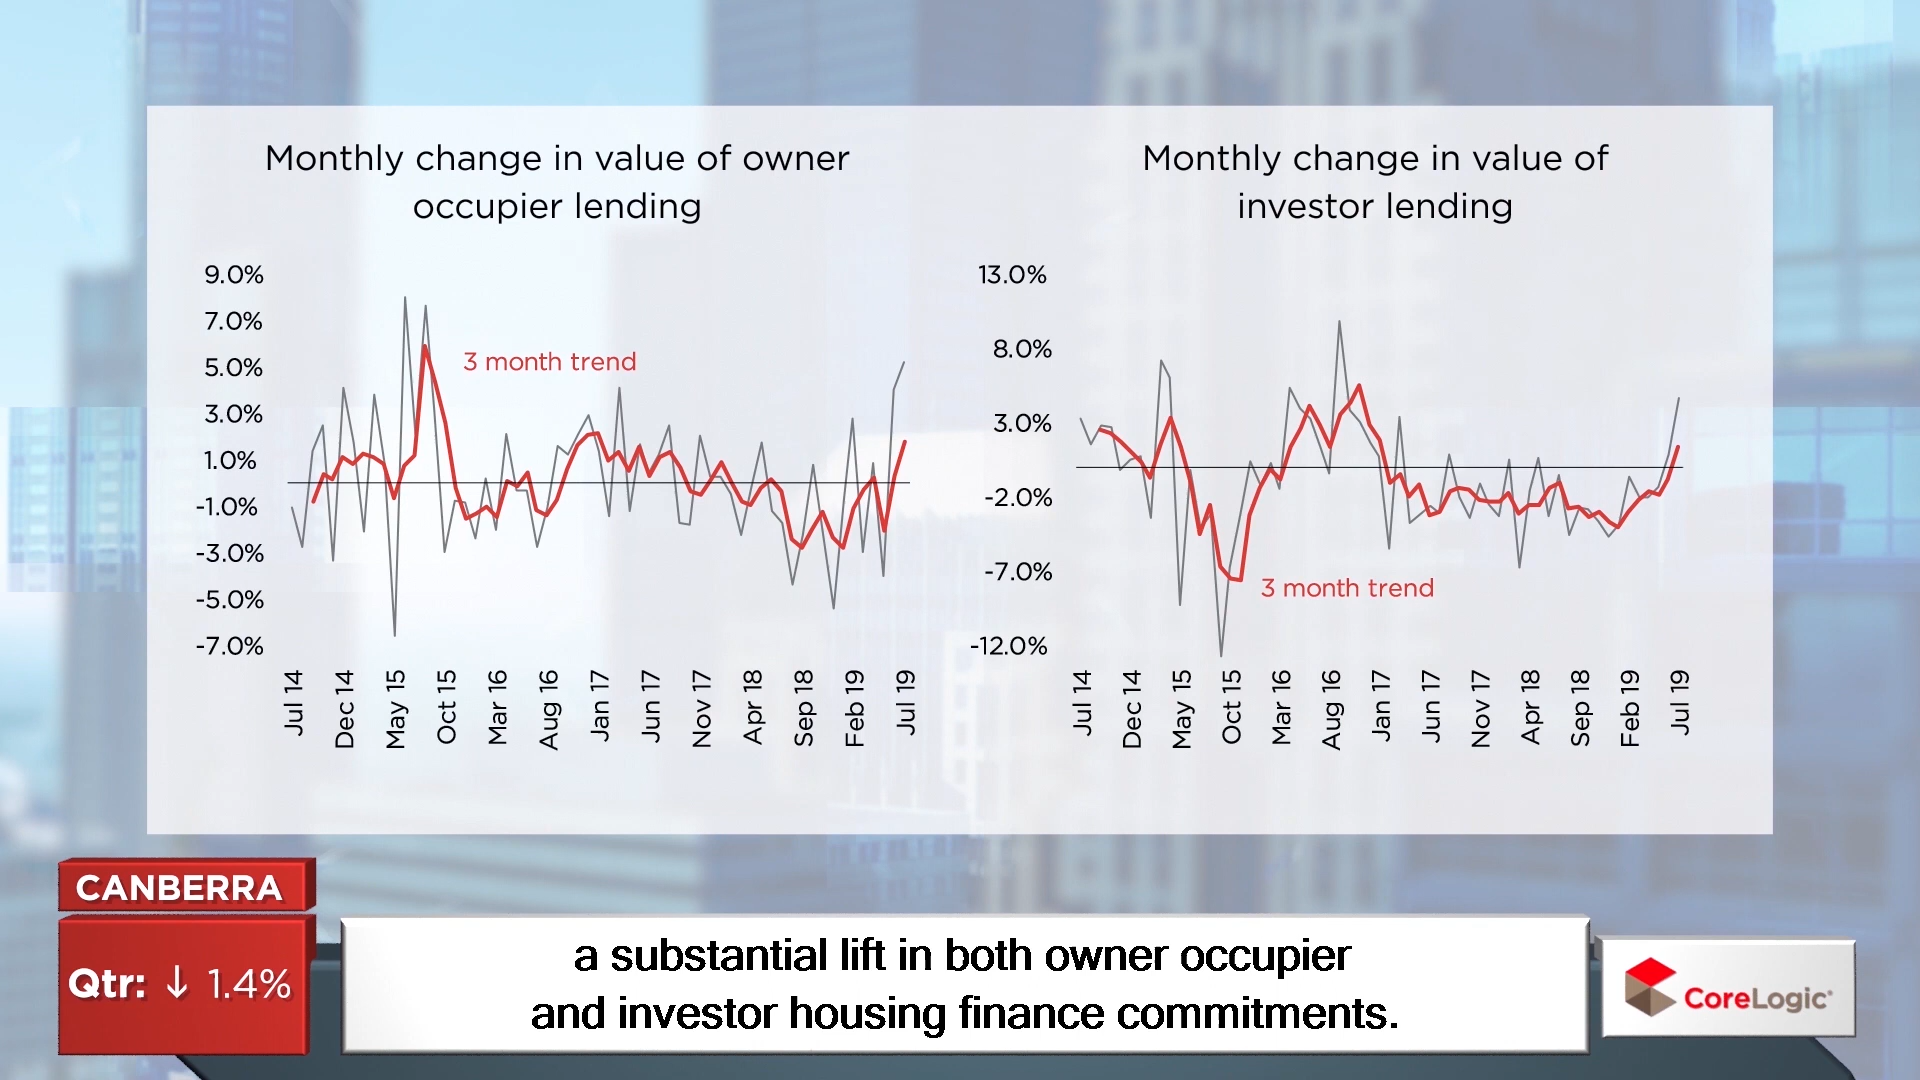 Monthly change in value of owner
occupier lending
9.0%
7.0%
5.0%
3.0%
1.0%
-1.0%
-3.0%
-5.0%
-7.0%
3 month trend
Jul 14
Dec 14
May 15
Oct 15
Mar 16
Aug 16
Jan 17
Jun 17
Nov 17
Apr 18
Sep 18
Feb 19
Jul 19
Monthly change in value of
investor lending
13.0%
8.0%
3.0%
-2.0%
-7.0%
-12.0%
3 month trend
Jul 14
Dec 14
May 15
Oct 15
Mar 16
Aug 16
Jan 17
Jun 17
Nov 17
Apr 18
Sep 18
Feb 19
Jul 19
CANBERRA
Qtr: ↓ 1.4%
a substantial lift in both owner occupier
and investor housing finance commitments.
CoreLogic®